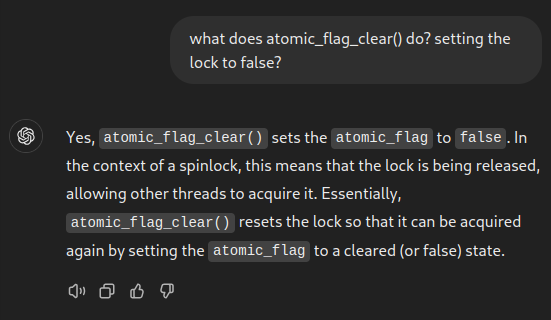 what does atomic_flag_clear() do? setting the
lock to false?
Yes, atomic_flag_clear() sets the atomic_flag to false. In
the context of a spinlock, this means that the lock is being released,
allowing other threads to acquire it. Essentially,
atomic_flag_clear() resets the lock so that it can be acquired
again by setting the atomic_flag to a cleared (or false) state.